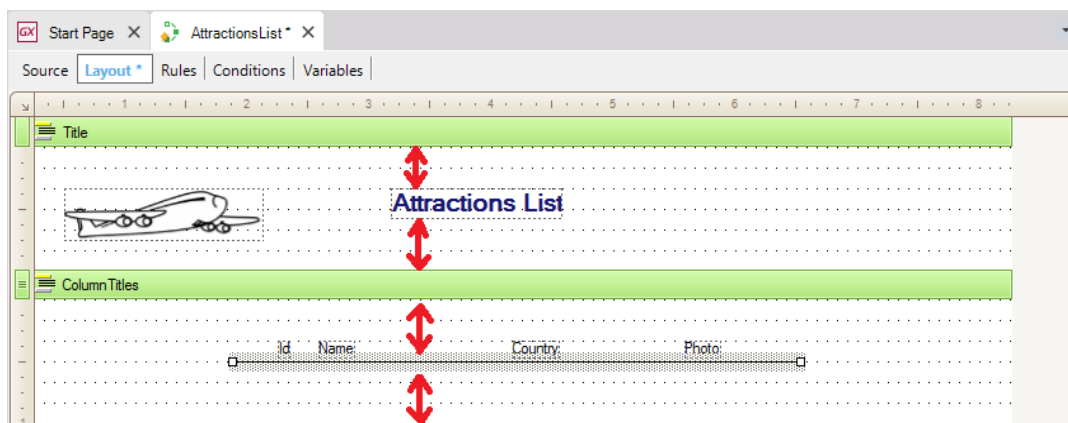 GX Start Page X AttractionsList * X
Source Layout * Rules Conditions Variables
1 2 3 4 5 6 7 8
Title
Attractions List
ColumnTitles
Id Name Country Photo